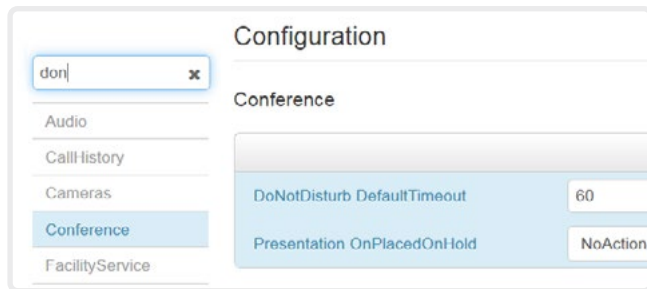 Configuration
don
Conference
Audio
CallHistory
Cameras
DoNotDisturb DefaultTimeout 60
Conference
Presentation OnPlacedOnHold NoAction
FacilityService